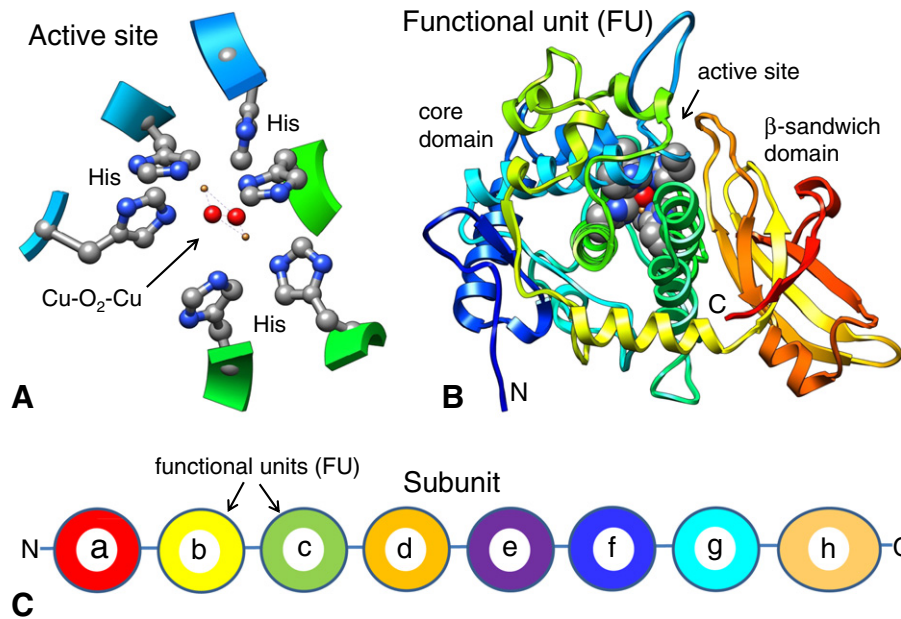 Active site
His
His
Cu-O2-Cu
His
A
Functional unit (FU)
active site
core
domain
β-sandwich
domain
C
N
B
functional units (FU)
Subunit
N
a
b
c
d
e
f
g
h
C
C